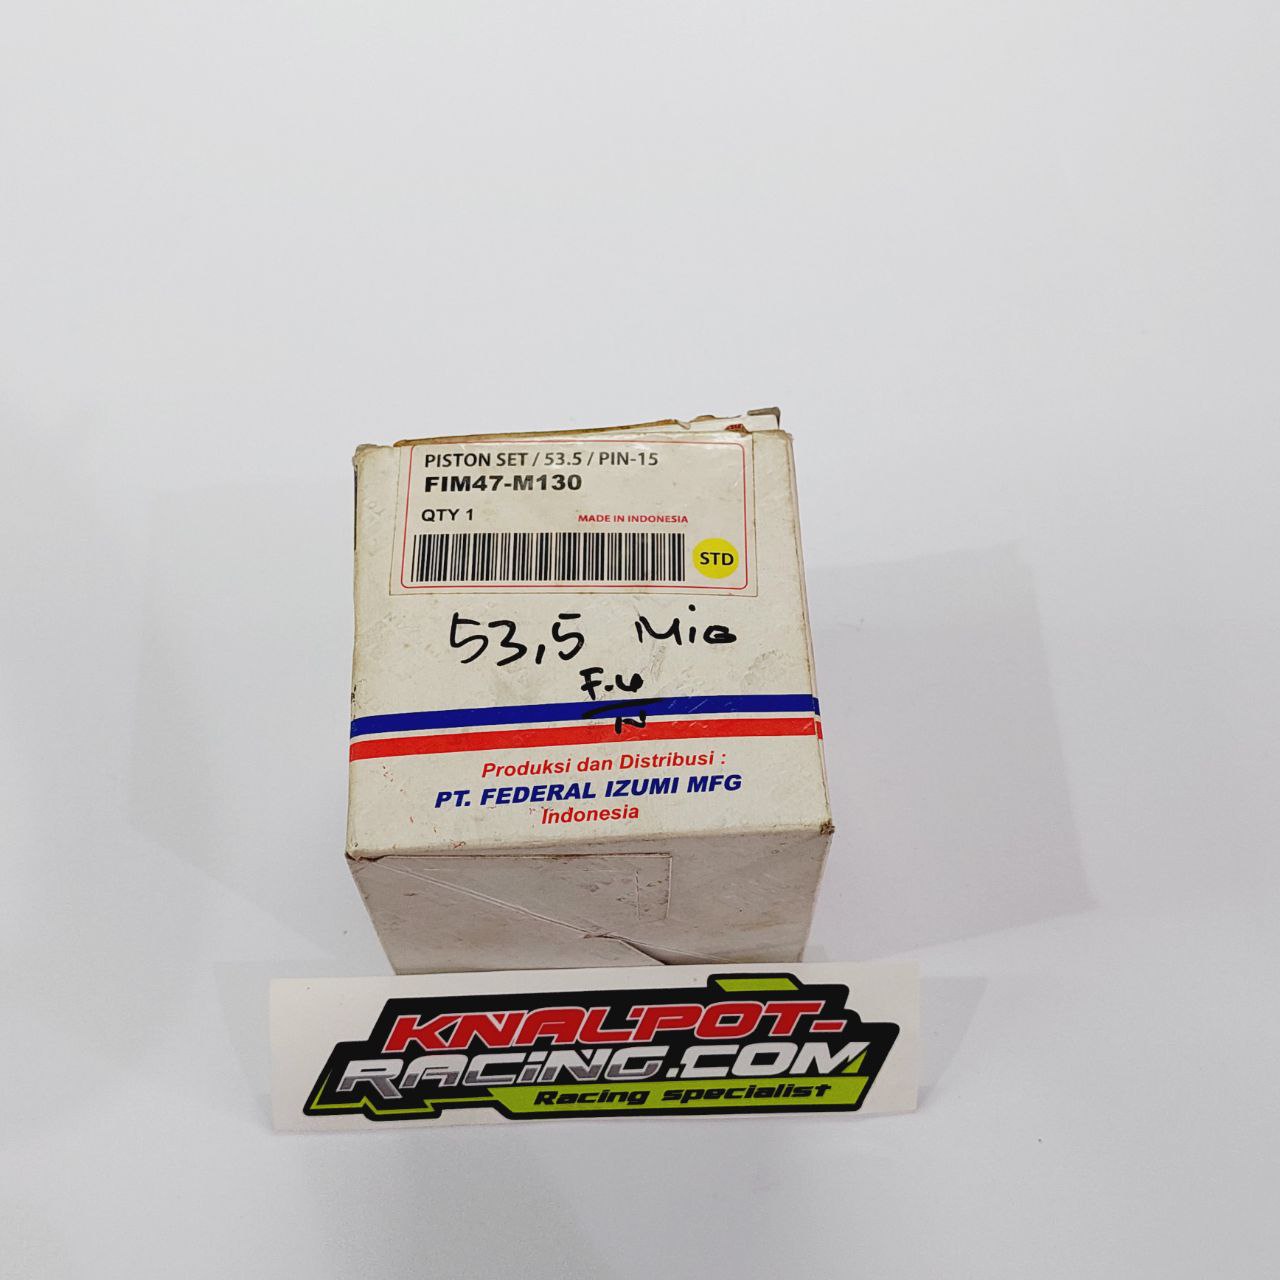 PISTON SET / 53.5 / PIN-15
FIM47-M130
QTY 1
MADE IN INDONESIA
STD
53,5 Mio
F.u
N
Produksi dan Distribusi :
PT. FEDERAL IZUMI MFG
Indonesia
KNALPOT-
RACING.COM
Racing specialist